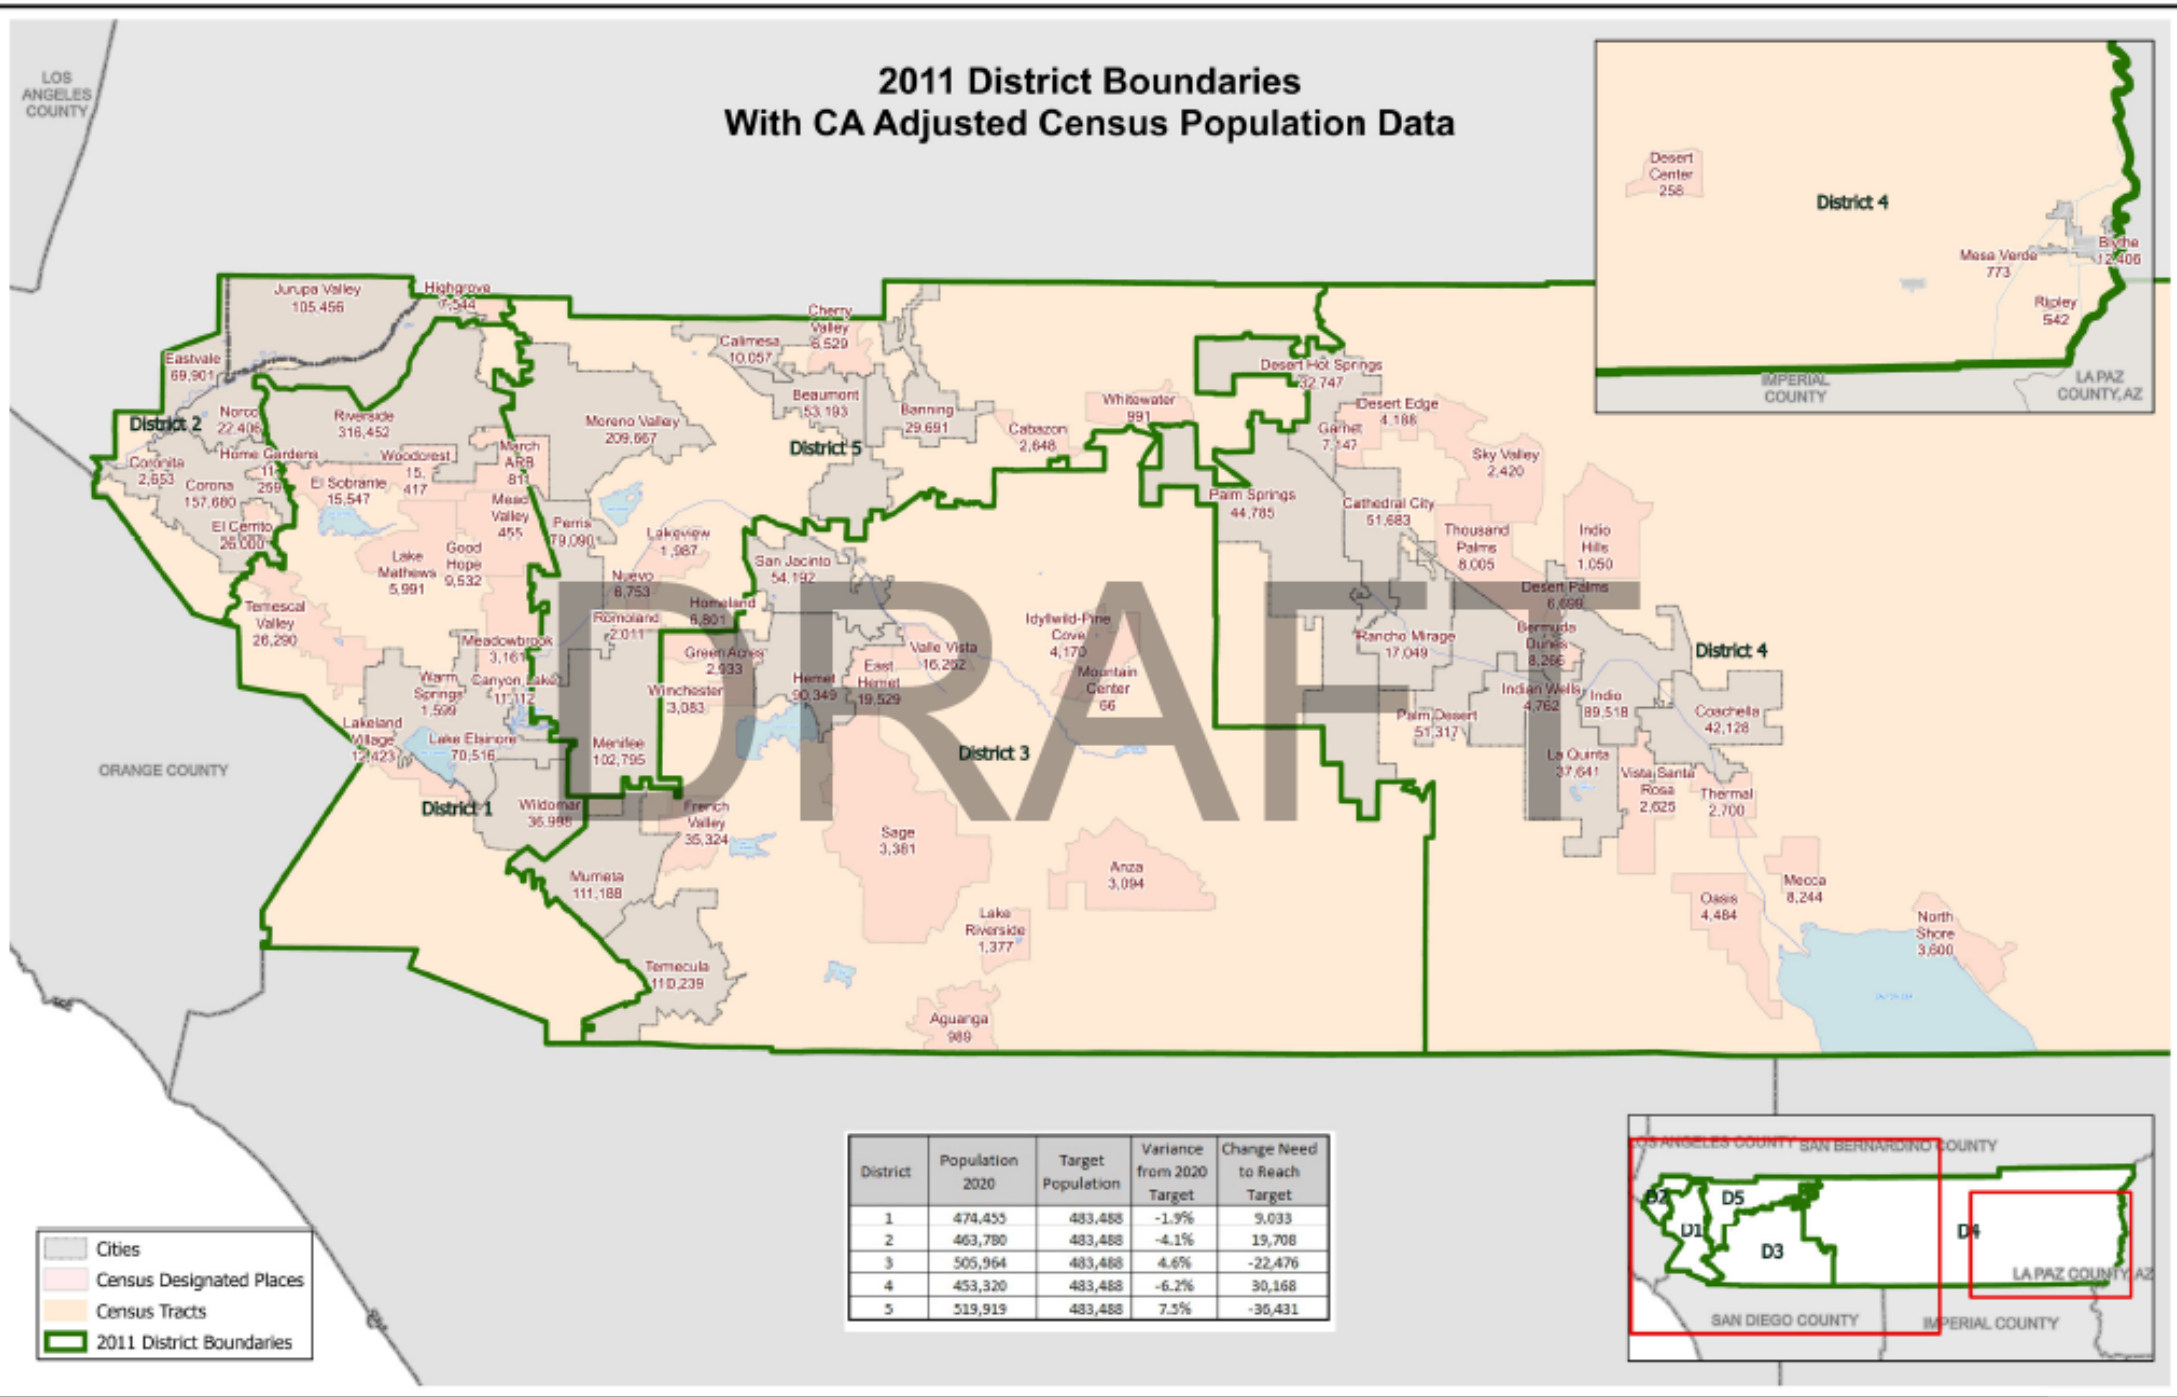 2011 District Boundaries
With CA Adjusted Census Population Data
LOS
ANGELES
COUNTY
Desert
Center
258
District 4
Mesa Verde
773
Blythe
12,406
Ripley
542
IMPERIAL
COUNTY
LA PAZ
COUNTY, AZ
Jurupa Valley
105,456
Highgrove
7,544
Eastvale
69,901
Cherry
Valley
6,529
Calimesa
10,057
Desert Hot Springs
32,747
Norco
22,406
District 2
Riverside
316,452
Moreno Valley
209,667
Beaumont
53,193
Banning
29,691
District 5
Whitewater
991
Cabazon
2,648
Desert Edge
4,188
Garnet
7,147
Sky Valley
2,420
Coronita
2,653
Home Gardens
11,
259
Woodcrest
15,
417
March
ARB
811
El Sobrante
15,547
Corona
157,680
El Cerrito
26,000
Mead
Valley
455
Perris
79,090
Lakeview
1,987
Palm Springs
44,785
Cathedral City
51,683
Thousand
Palms
8,005
Indio
Hills
1,050
Lake
Mathews
5,991
Good
Hope
9,532
San Jacinto
54,192
Nuevo
6,753
Desert Palms
6,699
Temescal
Valley
26,290
Homeland
6,801
Romoland
2,011
Idyllwild-Pine
Cove
4,170
Bermuda
Dunes
8,266
Rancho Mirage
17,049
District 4
Meadowbrook
3,161
Green Acres
2,933
Valle Vista
16,262
East
Hemet
19,529
Hemet
90,349
Mountain
Center
66
Warm
Springs
1,599
Canyon Lake
11,112
Winchester
3,083
Indian Wells
4,762
Indio
89,518
Coachella
42,128
Palm Desert
51,317
Lakeland
Village
12,423
Lake Elsinore
70,516
Menifee
102,795
District 3
La Quinta
37,641
Vista Santa
Rosa
2,625
Thermal
2,700
ORANGE COUNTY
District 1
Wildomar
36,998
French
Valley
35,324
Sage
3,381
Anza
3,094
Murrieta
111,188
Mecca
8,244
Oasis
4,484
North
Shore
3,600
Lake
Riverside
1,377
Temecula
110,239
Aguanga
989
DRAFT
District Population 2020 Target Population Variance from 2020 Target Change Need to Reach Target
1 474,455 483,488 -1.9% 9,033
2 463,780 483,488 -4.1% 19,708
3 505,964 483,488 4.6% -22,476
4 453,320 483,488 -6.2% 30,168
5 519,919 483,488 7.5% -36,431
Cities
Census Designated Places
Census Tracts
2011 District Boundaries
LOS ANGELES COUNTY
SAN BERNARDINO COUNTY
D2
D5
D1
D3
D4
LA PAZ COUNTY, AZ
SAN DIEGO COUNTY
IMPERIAL COUNTY